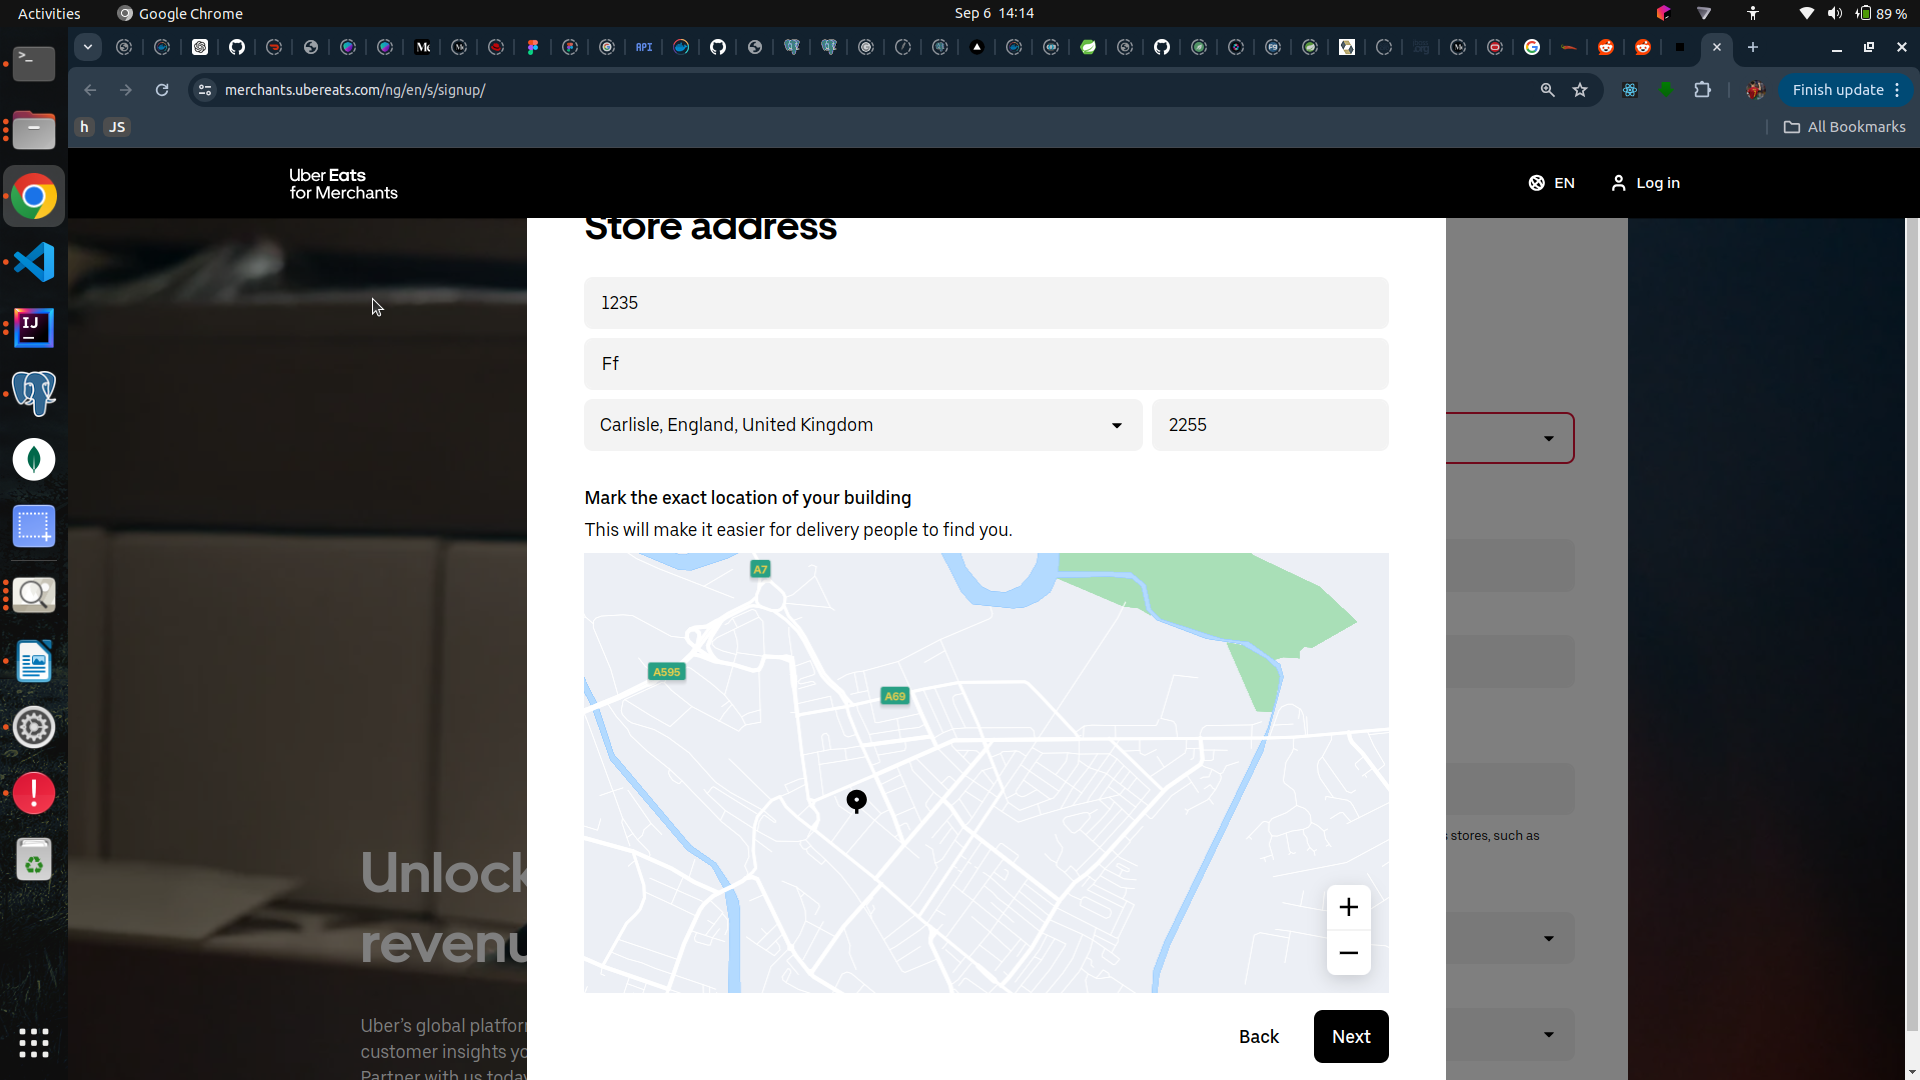 Activities
Google Chrome
Sep 6 14:14
89 %
API
merchants.ubereats.com/ng/en/s/signup/
Finish update
h
JS
All Bookmarks
Uber Eats
for Merchants
EN
Log in
Store address
1235
Ff
Carlisle, England, United Kingdom
2255
Mark the exact location of your building
This will make it easier for delivery people to find you.
A7
A595
A69
+
−
Back
Next
stores, such as
Unlock
revenu
Uber's global platfor
customer insights yo
Partner with us toda
IJ